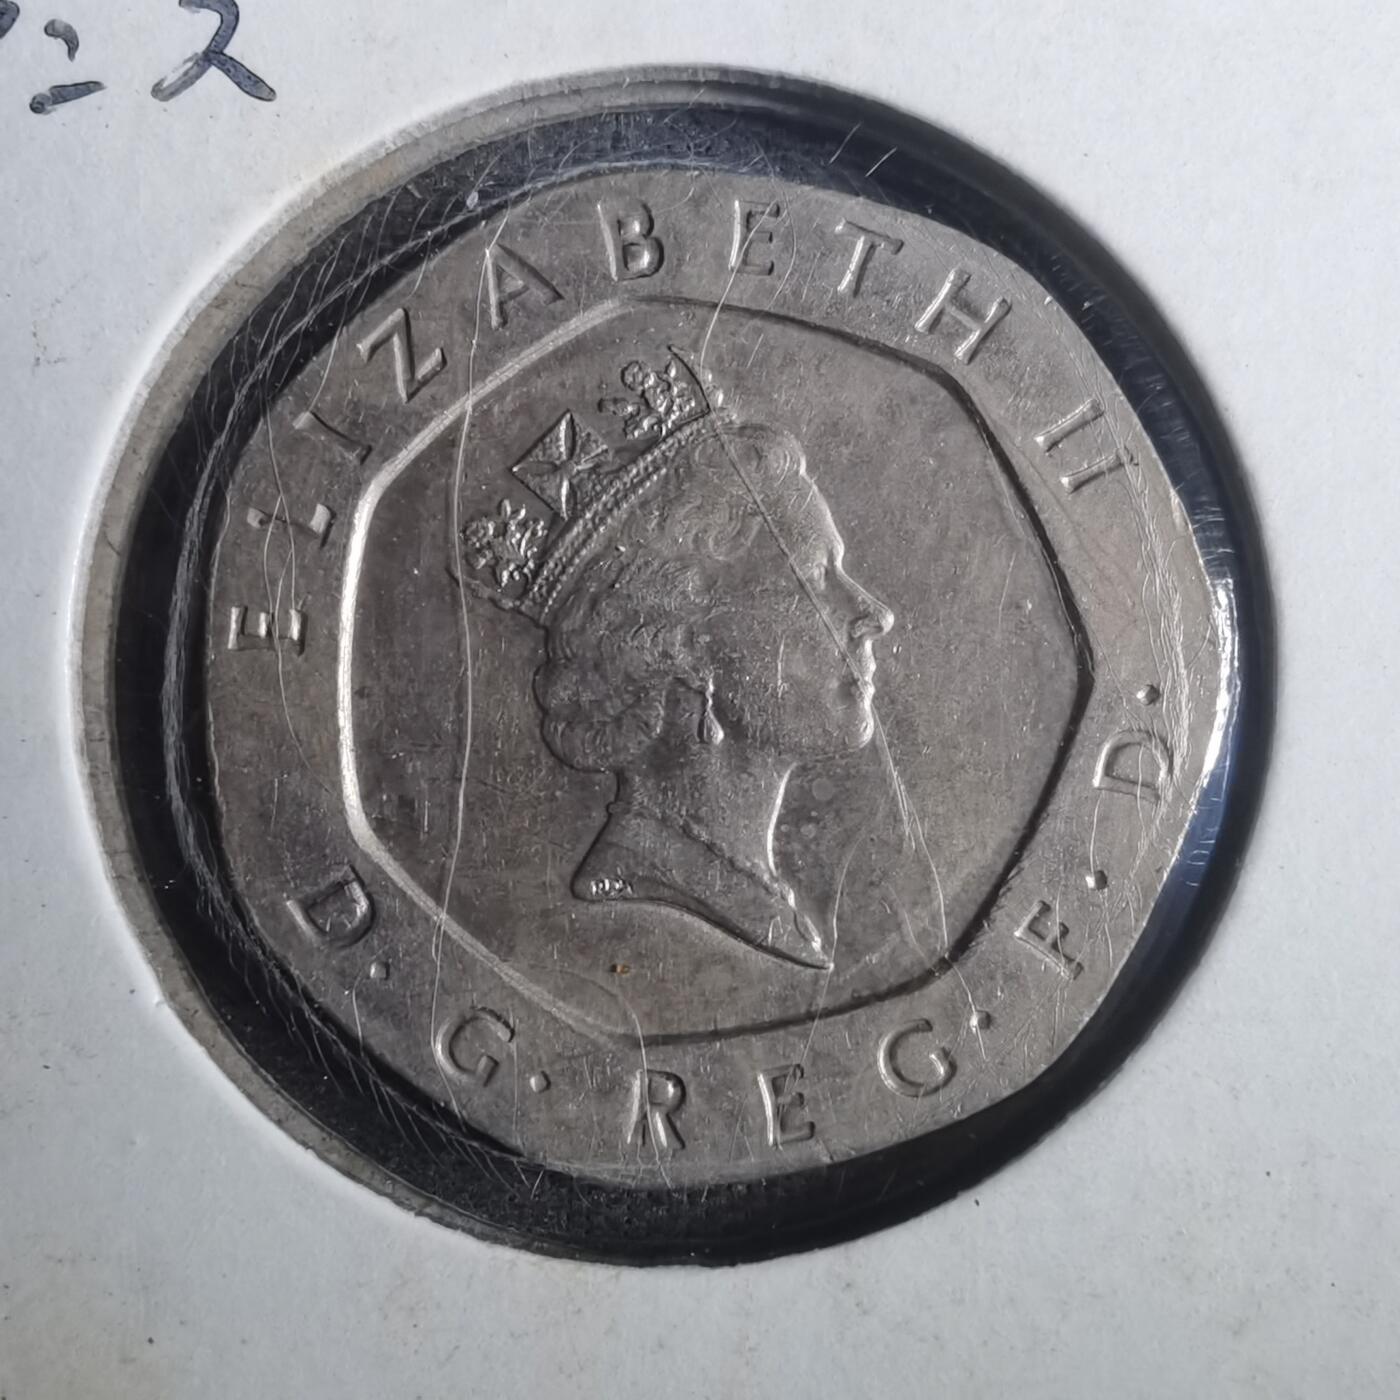 ELIZABETH II
D · G · REG · F · D ·